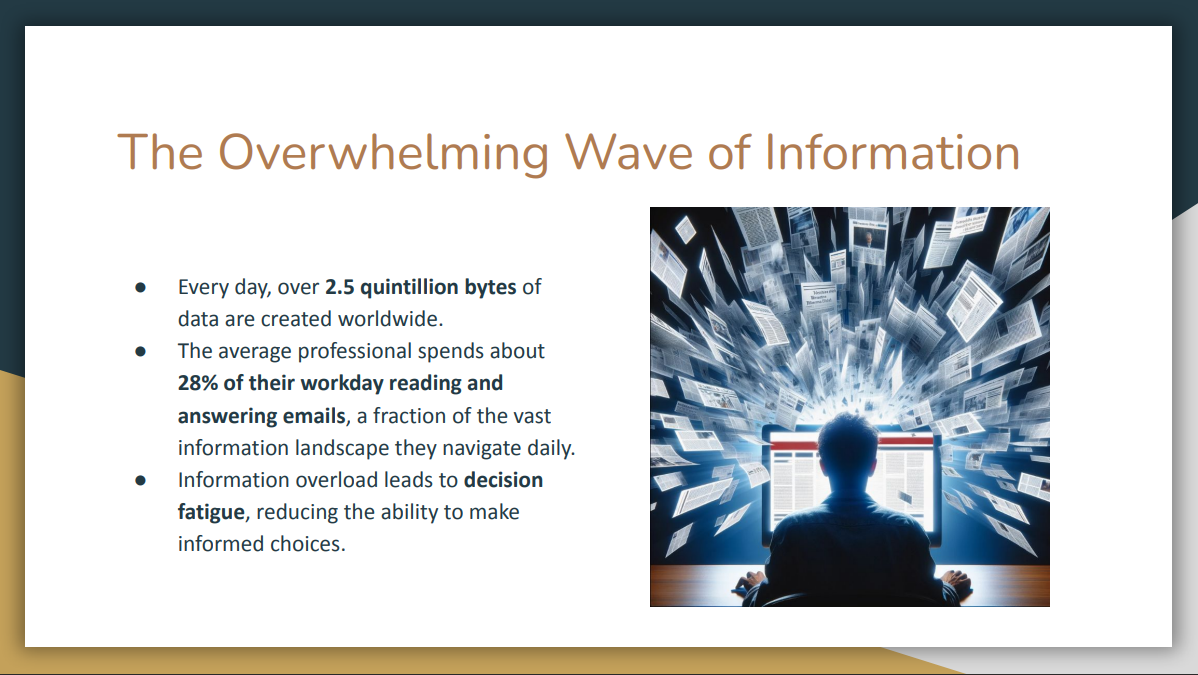 The Overwhelming Wave of Information
● Every day, over 2.5 quintillion bytes of
data are created worldwide.
● The average professional spends about
28% of their workday reading and
answering emails, a fraction of the vast
information landscape they navigate daily.
● Information overload leads to decision
fatigue, reducing the ability to make
informed choices.